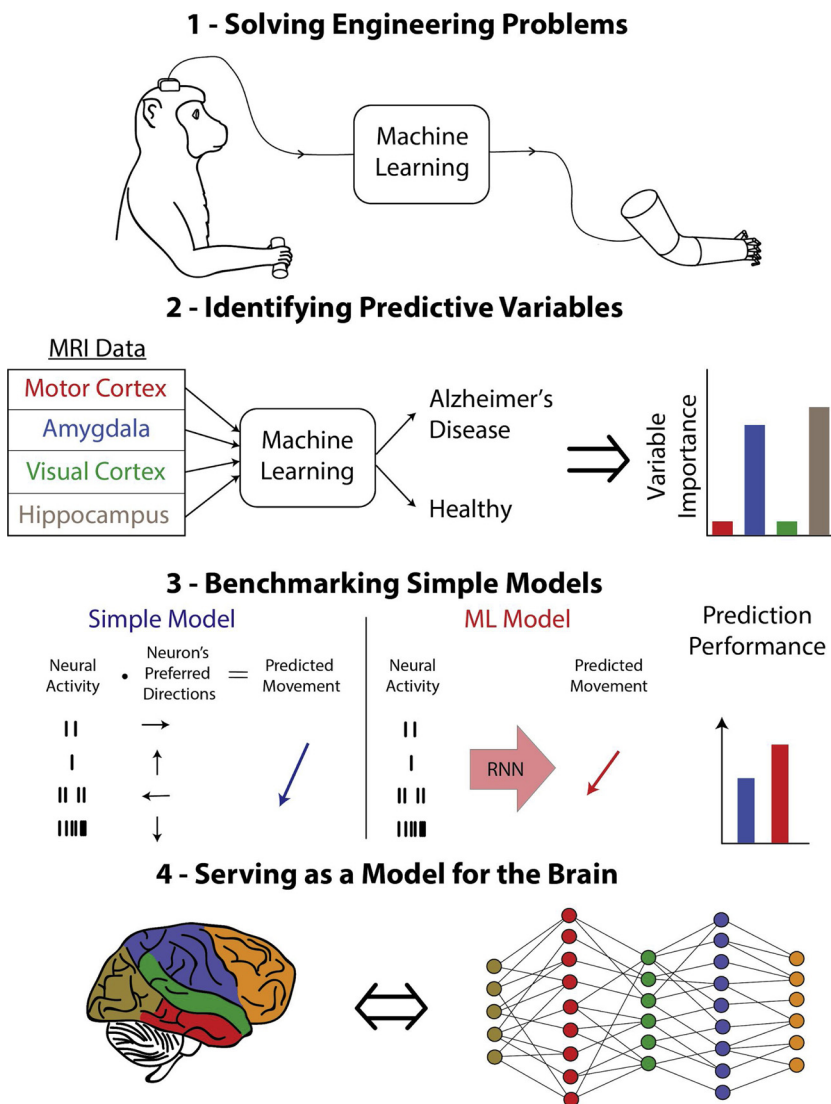 1 - Solving Engineering Problems
Machine
Learning
2 - Identifying Predictive Variables
MRI Data
Motor Cortex
Amygdala
Visual Cortex
Hippocampus
Machine
Learning
Alzheimer's
Disease
Healthy
Variable
Importance
3 - Benchmarking Simple Models
Simple Model
Neural
Activity
•
Neuron's
Preferred
Directions
=
Predicted
Movement
ML Model
Neural
Activity
RNN
Predicted
Movement
Prediction
Performance
4 - Serving as a Model for the Brain